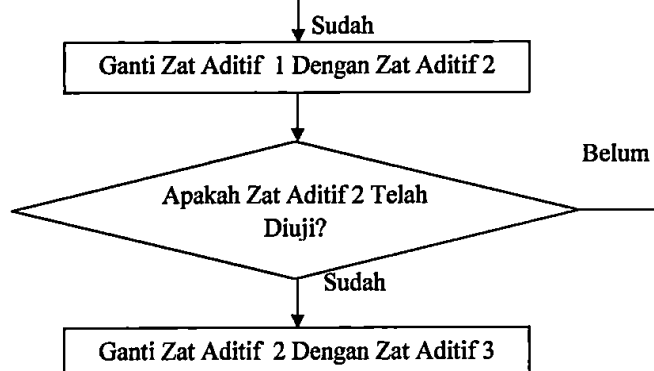 Sudah
Ganti Zat Aditif 1 Dengan Zat Aditif 2
Belum
Apakah Zat Aditif 2 Telah
Diuji?
Sudah
Ganti Zat Aditif 2 Dengan Zat Aditif 3